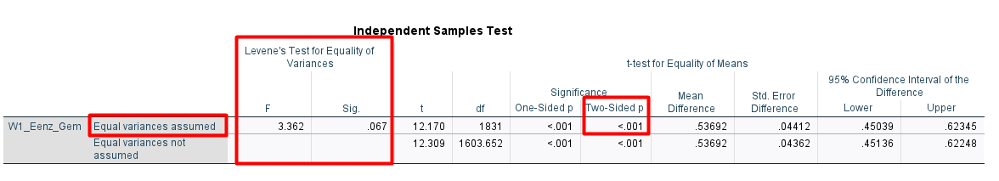 Independent Samples Test
Levene's Test for Equality of
Variances
t-test for Equality of Means
F
Sig.
t
df
Significance
One-Sided p
Two-Sided p
Mean
Difference
Std. Error
Difference
95% Confidence Interval of the
Difference
Lower
Upper
W1_Eenz_Gem
Equal variances assumed
3.362
.067
12.170
1831
<.001
<.001
.53692
.04412
.45039
.62345
Equal variances not
assumed
12.309
1603.652
<.001
<.001
.53692
.04362
.45136
.62248